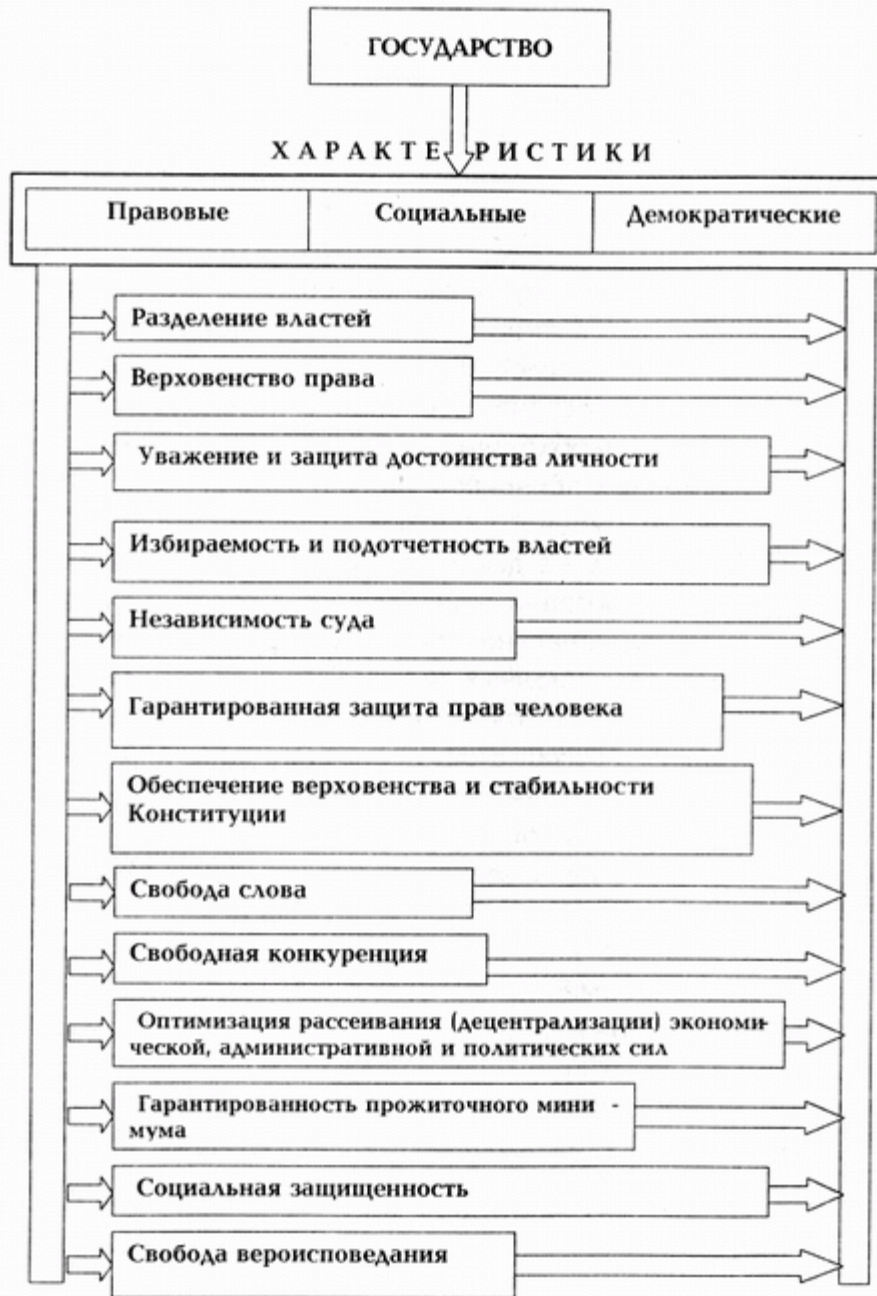 ГОСУДАРСТВО
ХАРАКТЕРИСТИКИ
Правовые
Социальные
Демократические
Разделение властей
Верховенство права
Уважение и защита достоинства личности
Избираемость и подотчетность властей
Независимость суда
Гарантированная защита прав человека
Обеспечение верховенства и стабильности
Конституции
Свобода слова
Свободная конкуренция
Оптимизация рассеивания (децентрализации) экономи-
ческой, административной и политических сил
Гарантированность прожиточного мини -
мума
Социальная защищенность
Свобода вероисповедания